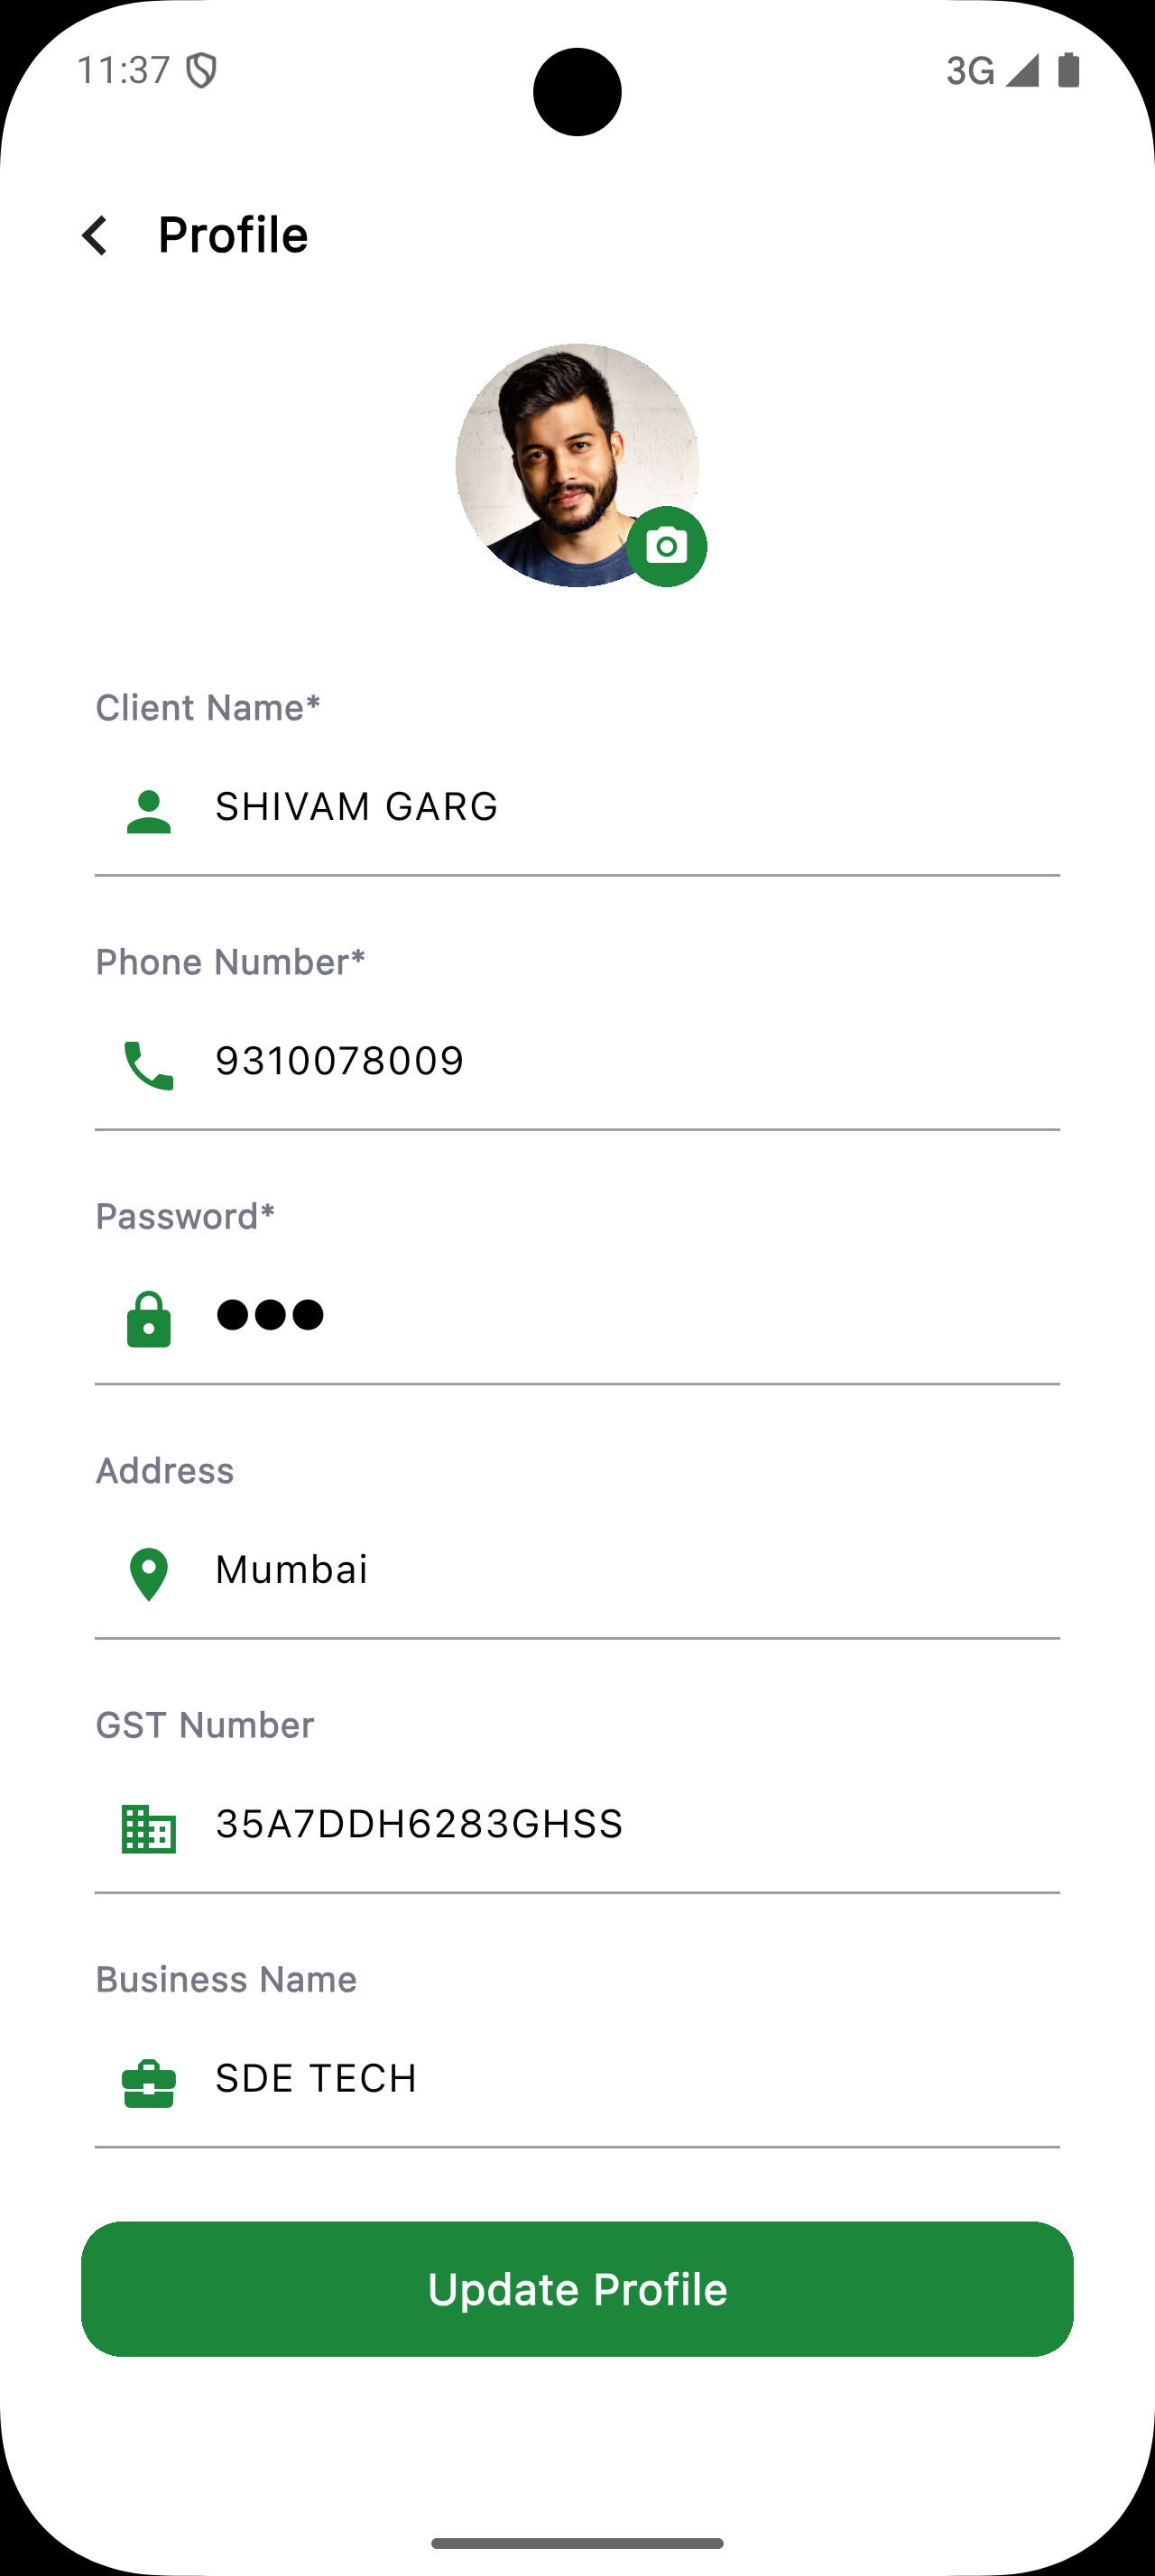 11:37
3G
Profile
Client Name*
SHIVAM GARG
Phone Number*
9310078009
Password*
●●●
Address
Mumbai
GST Number
35A7DDH6283GHSS
Business Name
SDE TECH
Update Profile